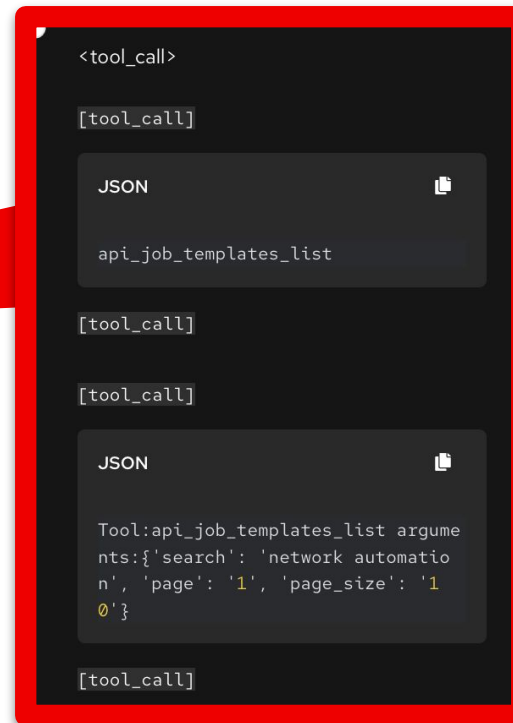 <tool_call>
[tool_call]
JSON
api_job_templates_list
[tool_call]
[tool_call]
JSON
Tool:api_job_templates_list argume
nts:{'search': 'network automatio
n', 'page': '1', 'page_size': '1
0'}
[tool_call]